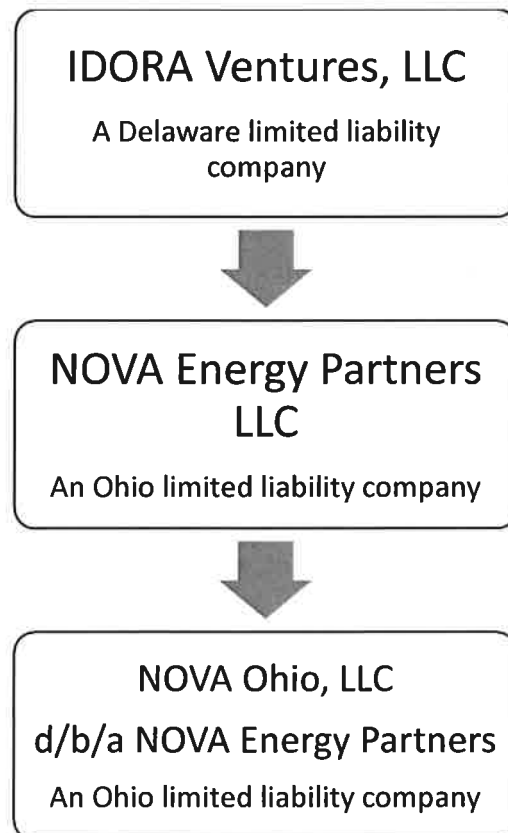 IDORA Ventures, LLC
A Delaware limited liability
company
NOVA Energy Partners
LLC
An Ohio limited liability company
NOVA Ohio, LLC
d/b/a NOVA Energy Partners
An Ohio limited liability company